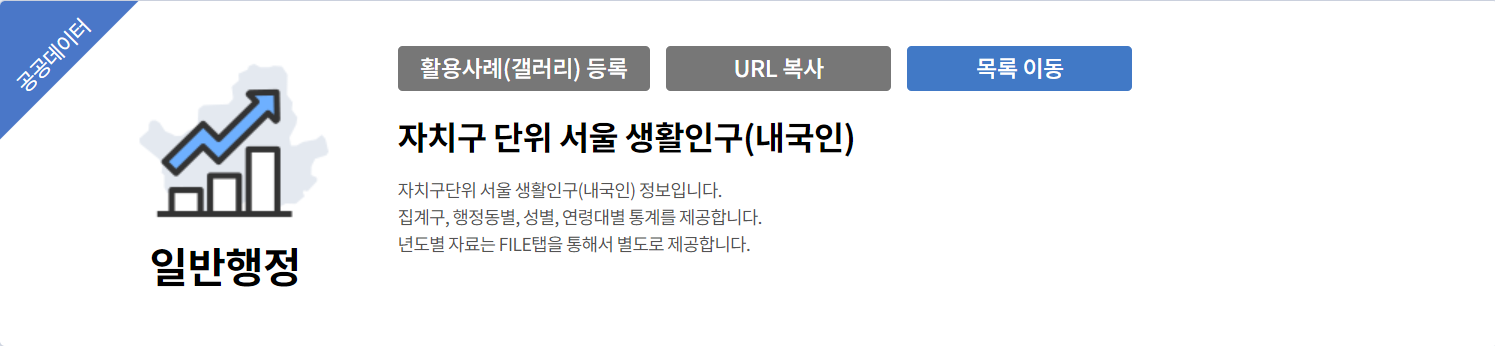 공공데이터
활용사례(갤러리) 등록
URL 복사
목록 이동
자치구 단위 서울 생활인구(내국인)
자치구단위 서울 생활인구(내국인) 정보입니다.
집계구, 행정동별, 성별, 연령대별 통계를 제공합니다.
년도별 자료는 FILE탭을 통해서 별도로 제공합니다.
일반행정